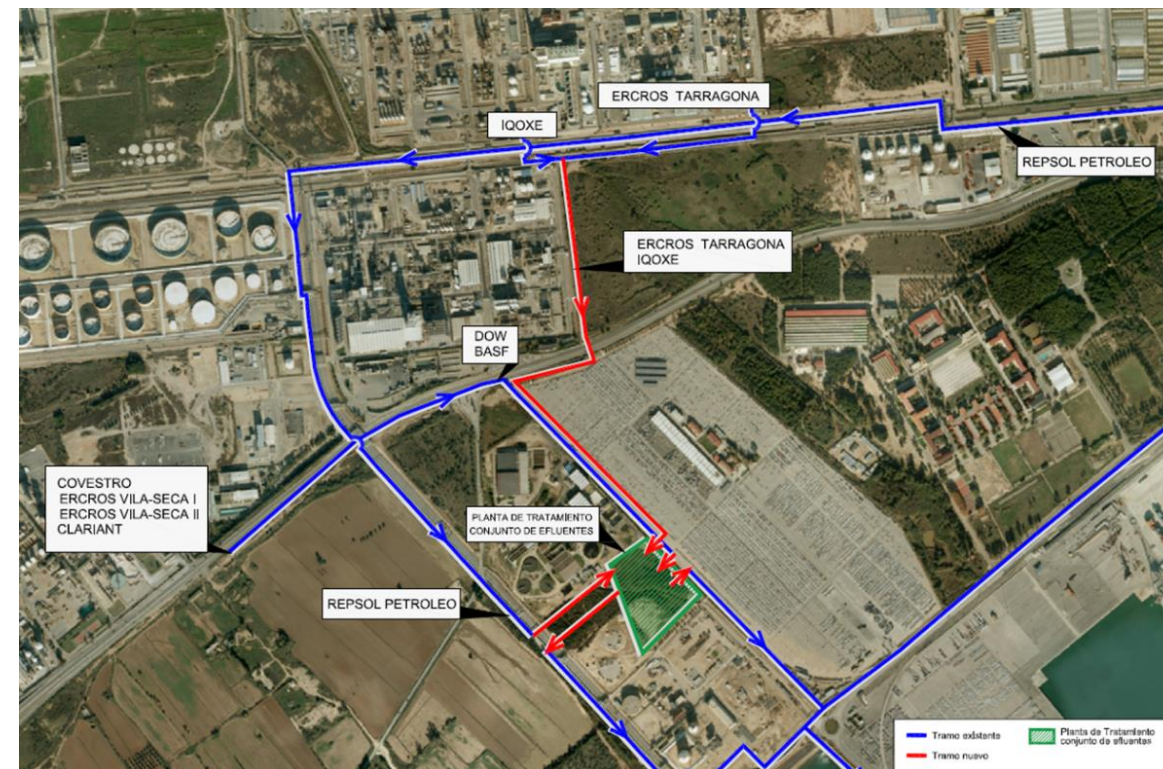 ERCROS TARRAGONA
IQOXE
REPSOL PETROLEO
ERCROS TARRAGONA
IQOXE
DOW
BASF
COVESTRO
ERCROS VILA-SECA I
ERCROS VILA-SECA II
CLARIANT
PLANTA DE TRATAMIENTO
CONJUNTO DE EFLUENTES
REPSOL PETROLEO
Tramo existente
Tramo nuevo
Planta de Tratamiento
conjunto de efluentes